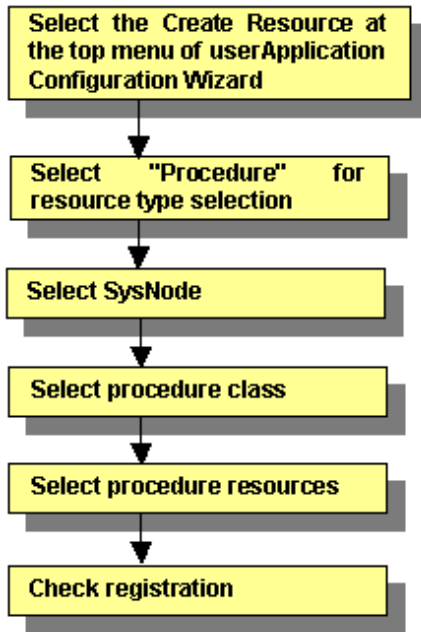 Select the Create Resource at
the top menu of userApplication
Configuration Wizard
Select "Procedure" for
resource type selection
Select SysNode
Select procedure class
Select procedure resources
Check registration